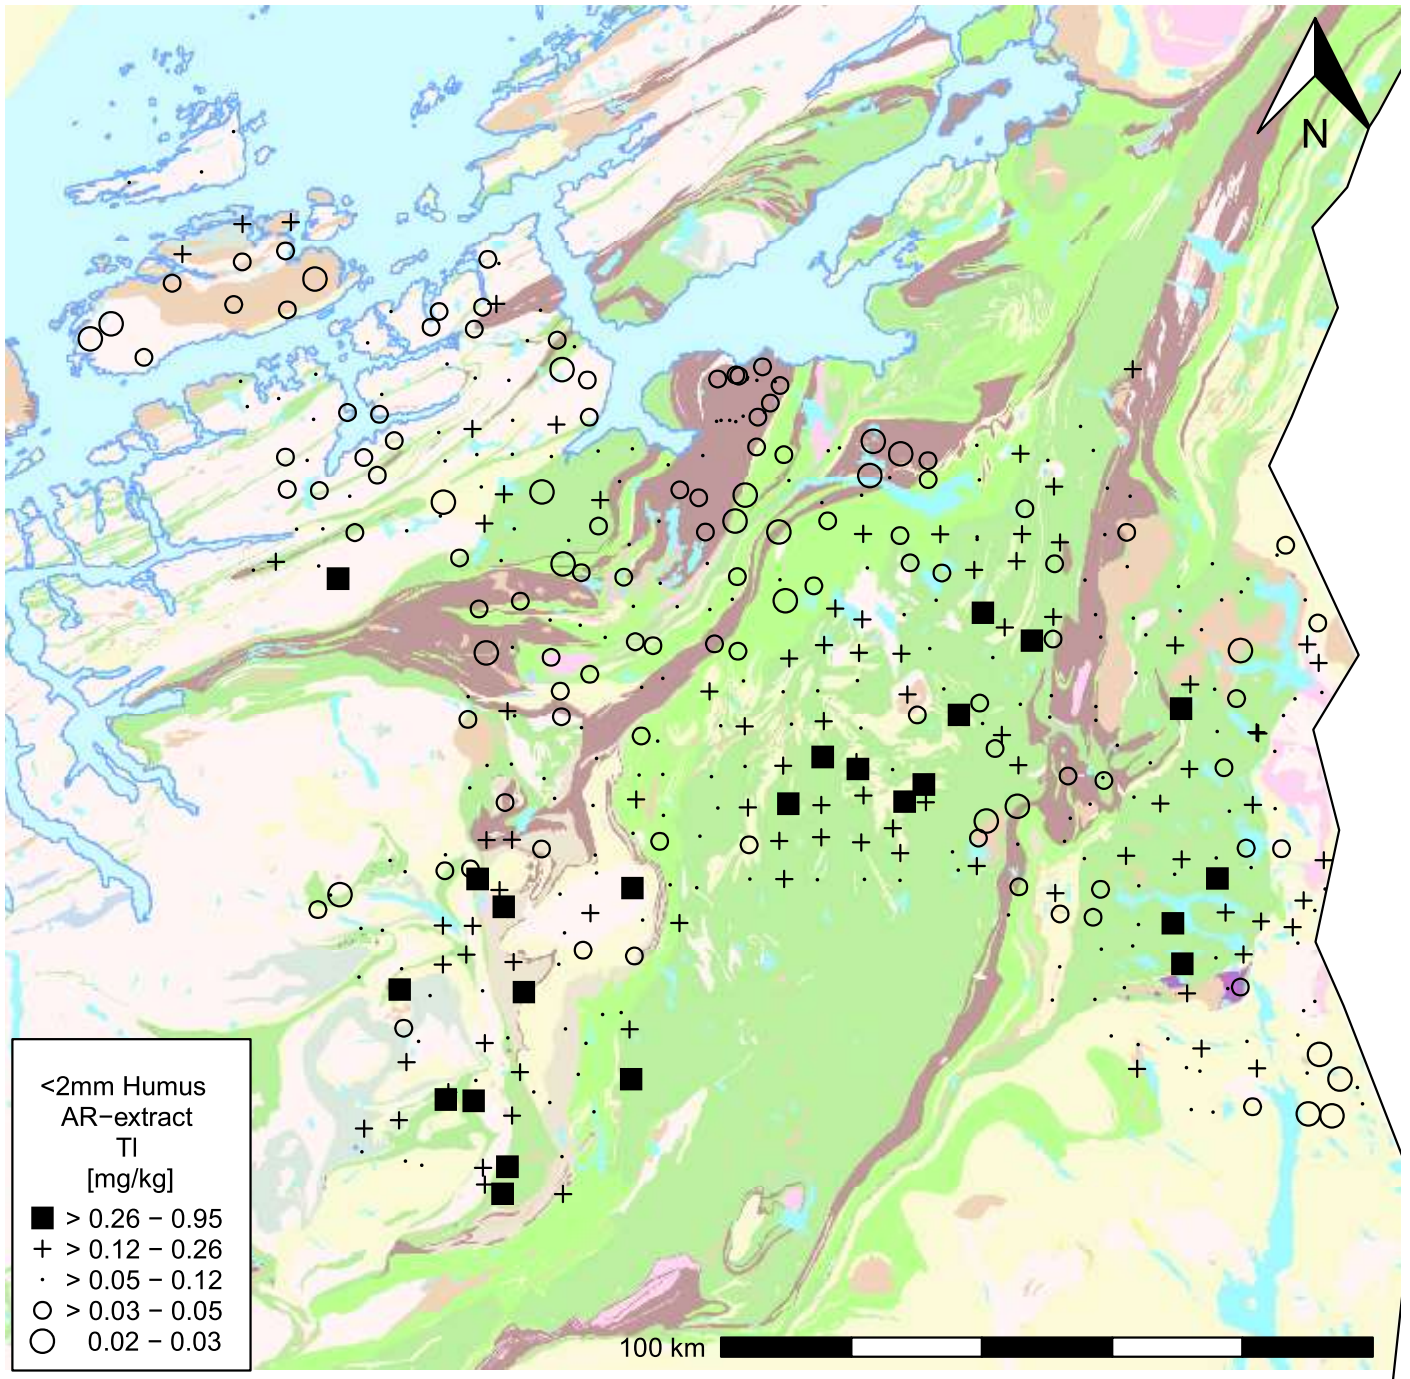 N
<2mm Humus
AR−extract
Tl
[mg/kg]
> 0.26 − 0.95
> 0.12 − 0.26
> 0.05 − 0.12
> 0.03 − 0.05
0.02 − 0.03
100 km